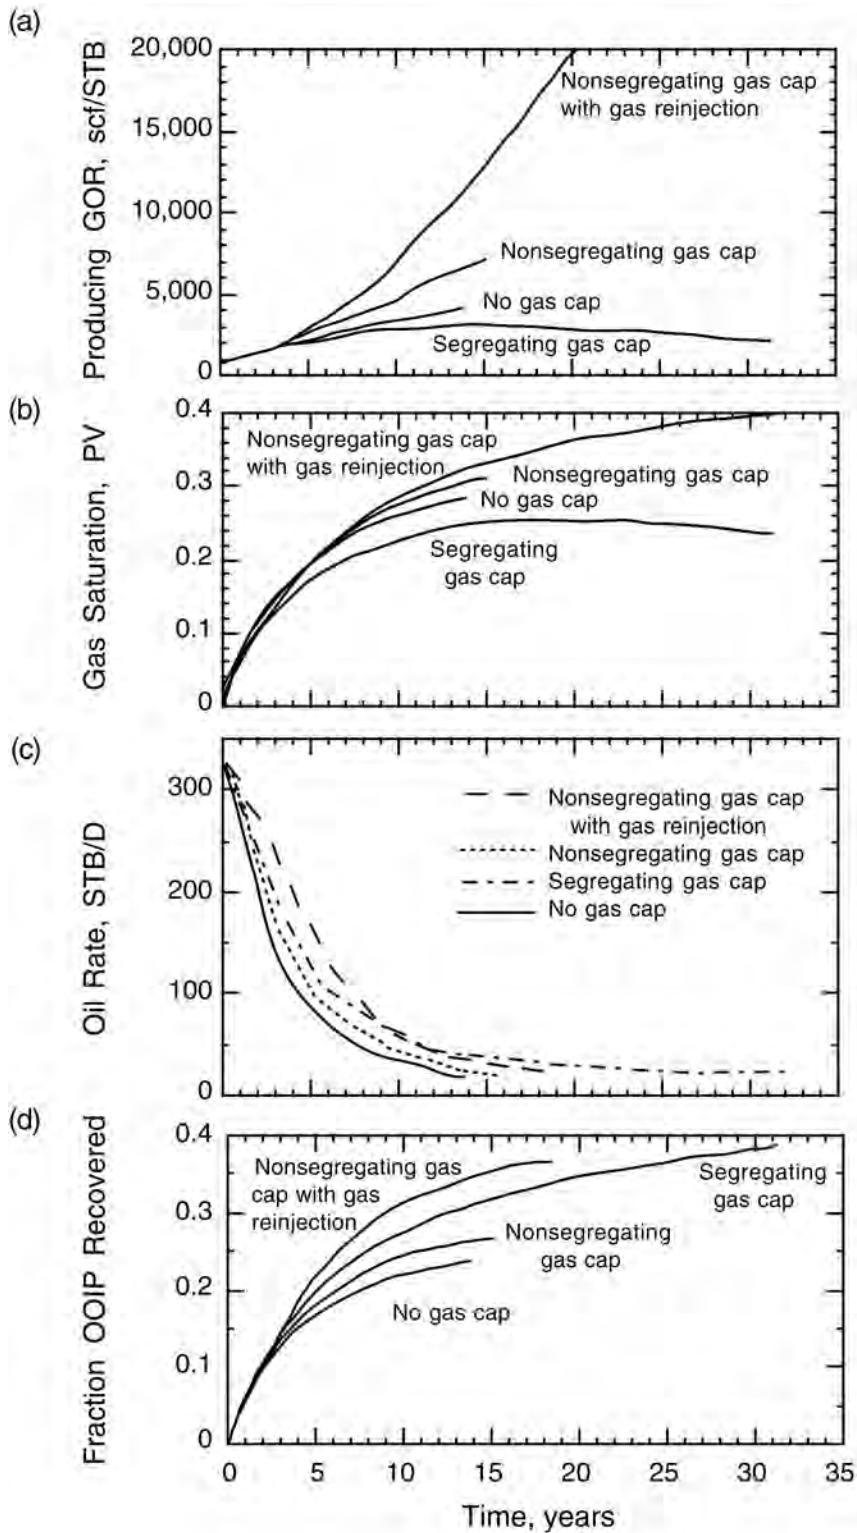 (a)
Producing GOR, scf/STB
20,000
15,000
10,000
5,000
0
Nonsegregating gas cap
with gas reinjection
Nonsegregating gas cap
No gas cap
Segregating gas cap
(b)
Gas Saturation, PV
0.4
0.3
0.2
0.1
0
Nonsegregating gas cap
with gas reinjection
Nonsegregating gas cap
No gas cap
Segregating
gas cap
(c)
Oil Rate, STB/D
300
200
100
0
Nonsegregating gas cap
with gas reinjection
Nonsegregating gas cap
Segregating gas cap
No gas cap
(d)
Fraction OOIP Recovered
0.4
0.3
0.2
0.1
0
Nonsegregating gas
cap with gas
reinjection
Segregating
gas cap
Nonsegregating
gas cap
No gas cap
0 5 10 15 20 25 30 35
Time, years